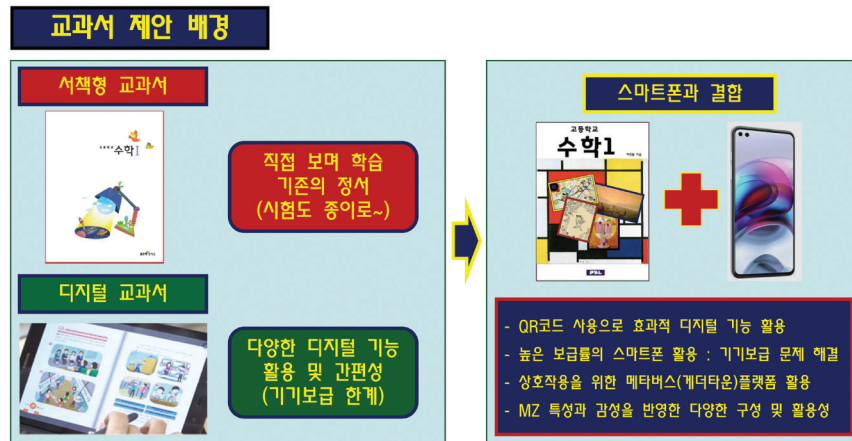 교과서 제안 배경
서책형 교과서
수학Ⅰ
직접 보며 학습
기존의 정서
(시험도 종이로~)
디지털 교과서
다양한 디지털 기능
활용 및 간편성
(기기보급 한계)
스마트폰과 결합
고등학교
수학1
- QR코드 사용으로 효과적 디지털 기능 활용
- 높은 보급률의 스마트폰 활용 : 기기보급 문제 해결
- 상호작용을 위한 메타버스(게더타운)플랫폼 활용
- MZ 특성과 감성을 반영한 다양한 구성 및 활용성